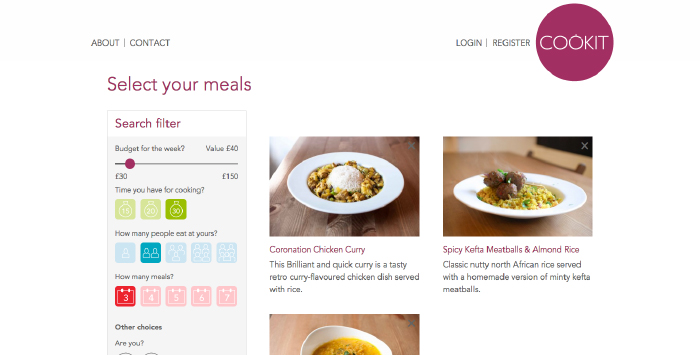 ABOUT | CONTACT
LOGIN | REGISTER
COOKIT
Select your meals
Search filter
Budget for the week? Value £40
£30 £150
Time you have for cooking?
15 20 30
How many people eat at yours?
How many meals?
3 4 5 6 7
Other choices
Are you?
X
Coronation Chicken Curry
This Brilliant and quick curry is a tasty
retro curry-flavoured chicken dish served
with rice.
X
Spicy Kefta Meatballs & Almond Rice
Classic nutty north African rice served
with a homemade version of minty kefta
meatballs.